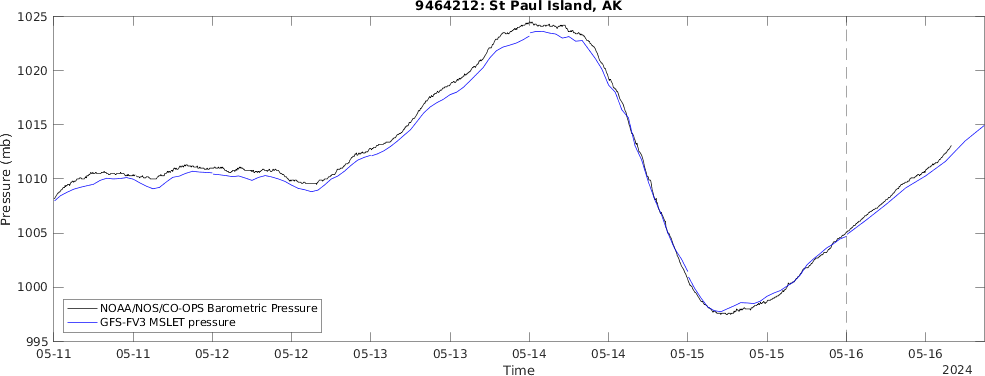 9464212: St Paul Island, AK
1025
1020
1015
1010
1005
1000
995
Pressure (mb)
NOAA/NOS/CO-OPS Barometric Pressure
GFS-FV3 MSLET pressure
05-11 05-11 05-12 05-12 05-13 05-13 05-14 05-14 05-15 05-15 05-16 05-16
Time
2024